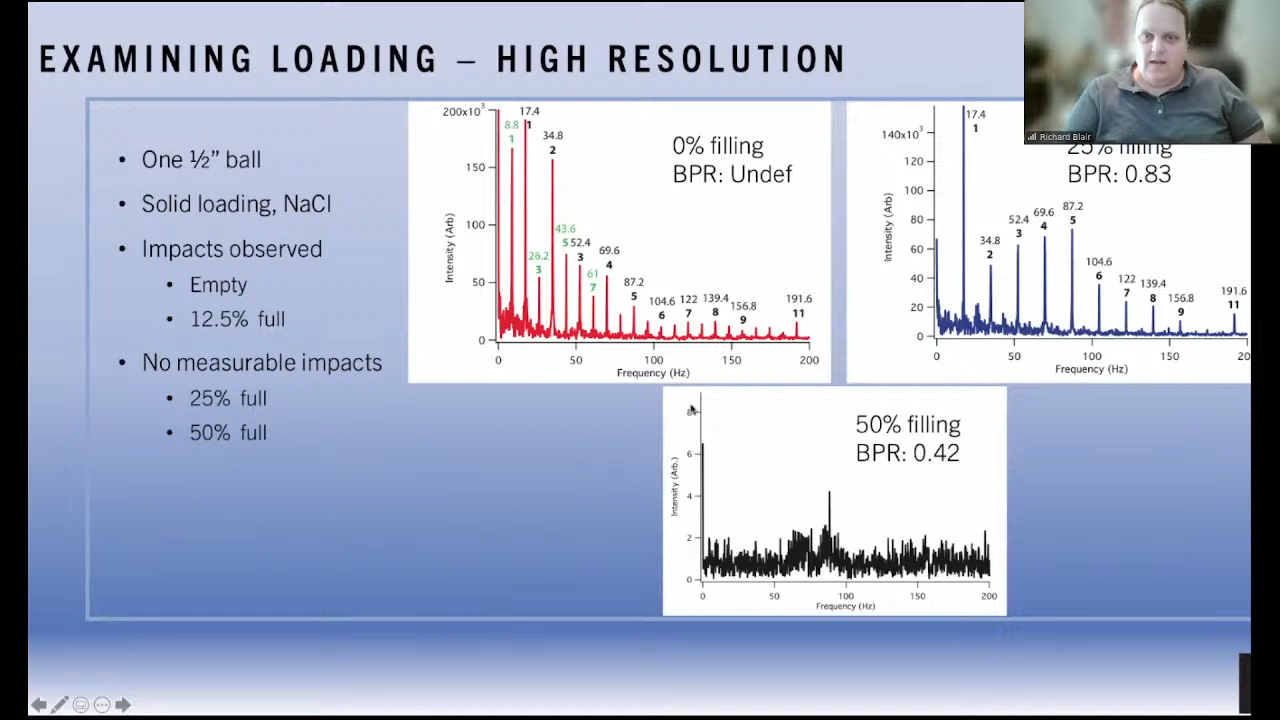 EXAMINING LOADING – HIGH RESOLUTION
Richard Blair
• One ½” ball
• Solid loading, NaCl
• Impacts observed
• Empty
• 12.5% full
• No measurable impacts
• 25% full
• 50% full
0% filling
BPR: Undef
200x10³
150
100
50
0
Intensity (Arb)
8.8
1
17.4
1
34.8
2
26.2
3
43.6
5
52.4
3
61
7
69.6
4
87.2
5
104.6
6
122
7
139.4
8
156.8
9
191.6
11
0 50 100 150 200
Frequency (Hz)
25% filling
BPR: 0.83
140x10³
120
100
80
60
40
20
0
Intensity (Arb)
17.4
1
34.8
2
52.4
3
69.6
4
87.2
5
104.6
6
122
7
139.4
8
156.8
9
191.6
11
0 50 100 150 20
Frequency (Hz)
50% filling
BPR: 0.42
8
6
4
2
0
Intensity (Arb.)
0 50 100 150 200
Frequency (Hz)